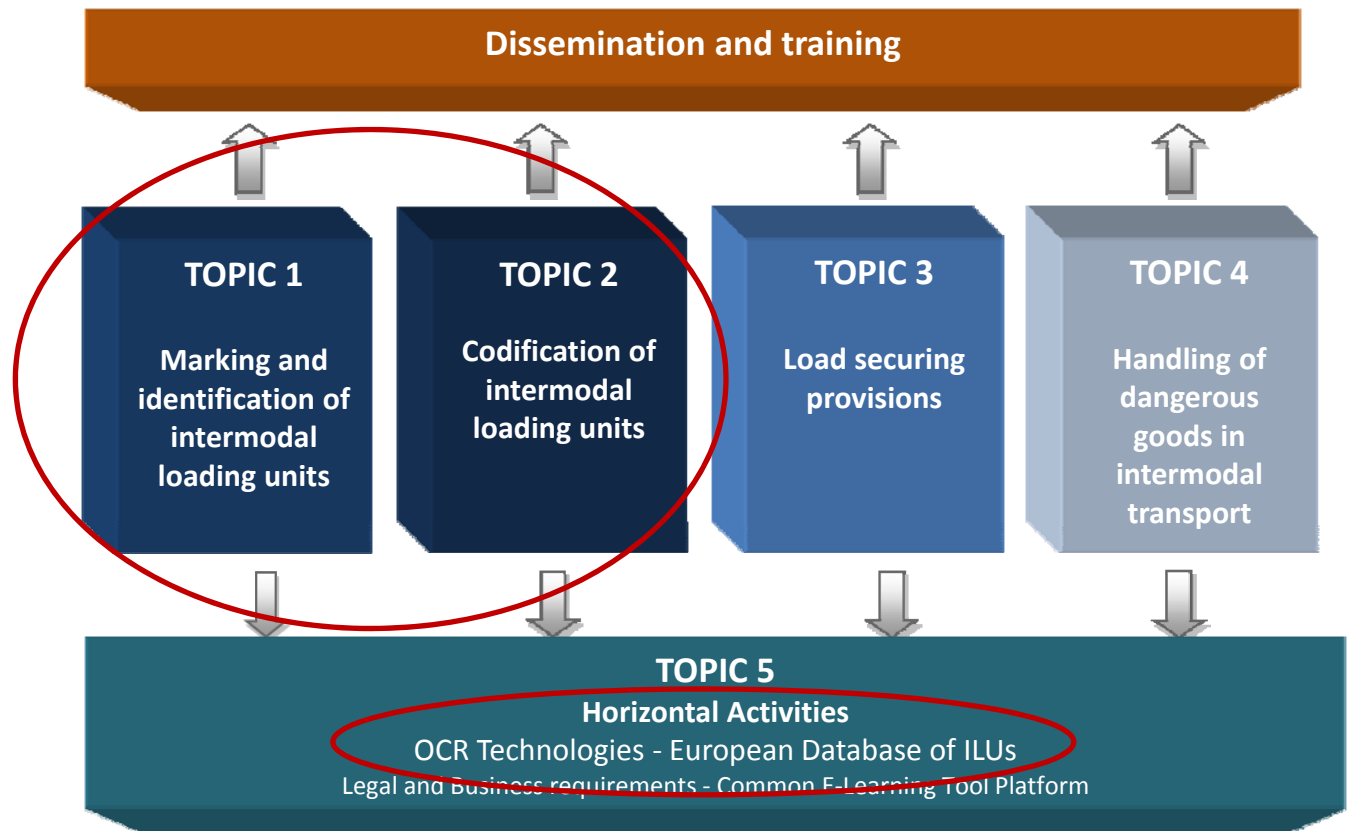 Dissemination and training
TOPIC 1
Marking and
identification of
intermodal
loading units
TOPIC 2
Codification of
intermodal
loading units
TOPIC 3
Load securing
provisions
TOPIC 4
Handling of
dangerous
goods in
intermodal
transport
TOPIC 5
Horizontal Activities
OCR Technologies - European Database of ILUs
Legal and Business requirements - Common E-Learning Tool Platform